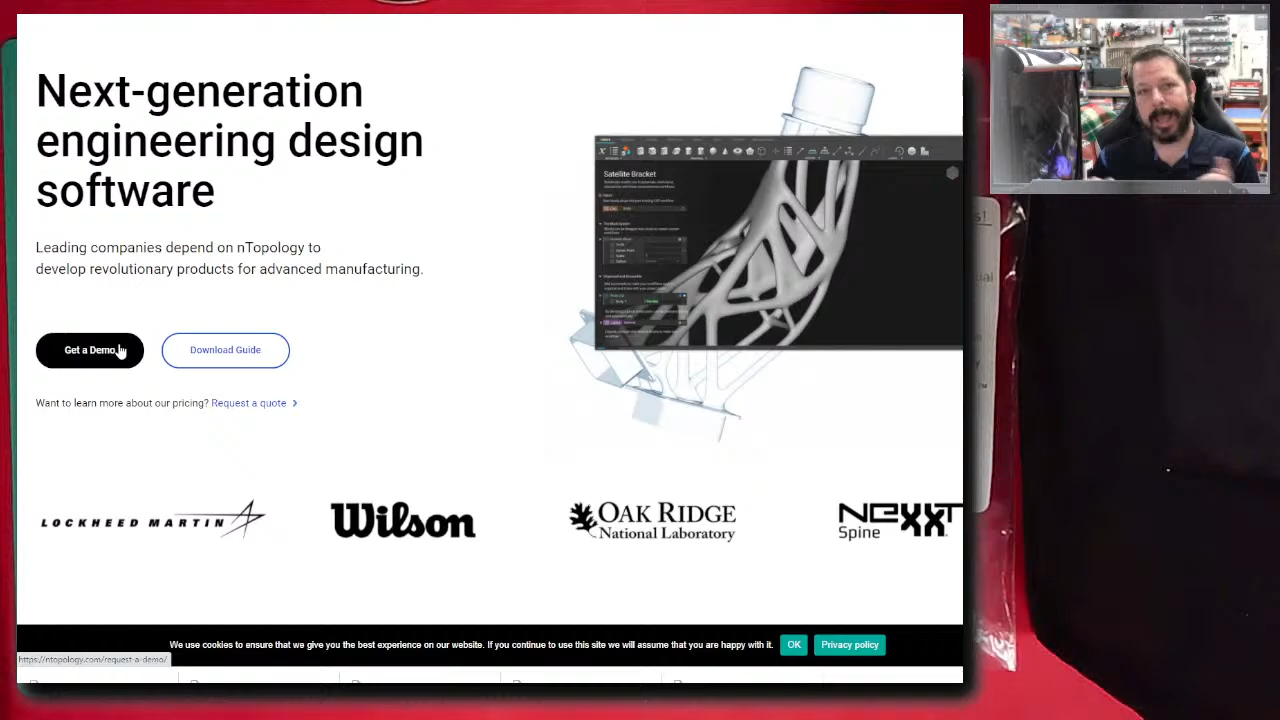 Next-generation
engineering design
software
Leading companies depend on nTopology to
develop revolutionary products for advanced manufacturing.
Get a Demo
Download Guide
Want to learn more about our pricing? Request a quote
Satellite Bracket
LOCKHEED MARTIN
Wilson
OAK RIDGE
National Laboratory
NEXXT
Spine
We use cookies to ensure that we give you the best experience on our website. If you continue to use this site we will assume that you are happy with it.
OK
Privacy policy
https://ntopology.com/request-a-demo/